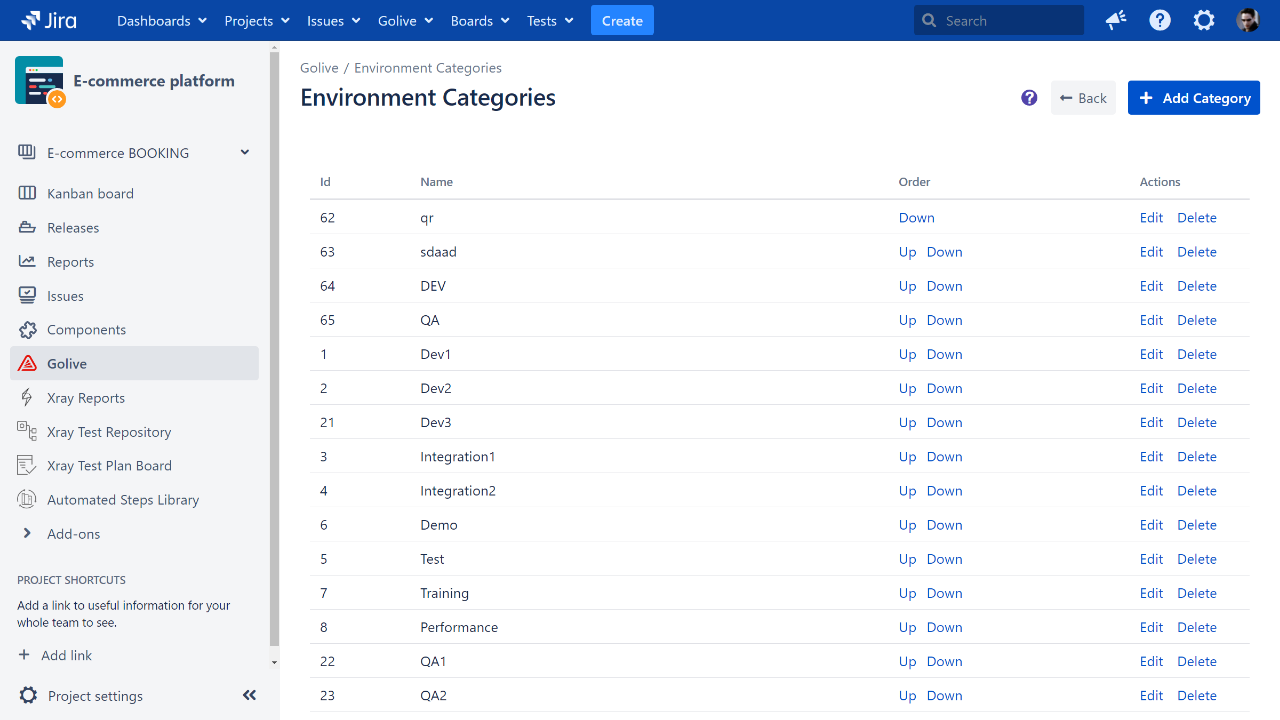 Jira Dashboards Projects Issues Golive Boards Tests Create Search
E-commerce platform
E-commerce BOOKING
Kanban board
Releases
Reports
Issues
Components
Golive
Xray Reports
Xray Test Repository
Xray Test Plan Board
Automated Steps Library
Add-ons
PROJECT SHORTCUTS
Add a link to useful information for your
whole team to see.
+ Add link
Project settings
Golive / Environment Categories
Environment Categories
? ← Back + Add Category
Id Name Order Actions
62 qr Down Edit Delete
63 sdaad Up Down Edit Delete
64 DEV Up Down Edit Delete
65 QA Up Down Edit Delete
1 Dev1 Up Down Edit Delete
2 Dev2 Up Down Edit Delete
21 Dev3 Up Down Edit Delete
3 Integration1 Up Down Edit Delete
4 Integration2 Up Down Edit Delete
6 Demo Up Down Edit Delete
5 Test Up Down Edit Delete
7 Training Up Down Edit Delete
8 Performance Up Down Edit Delete
22 QA1 Up Down Edit Delete
23 QA2 Up Down Edit Delete